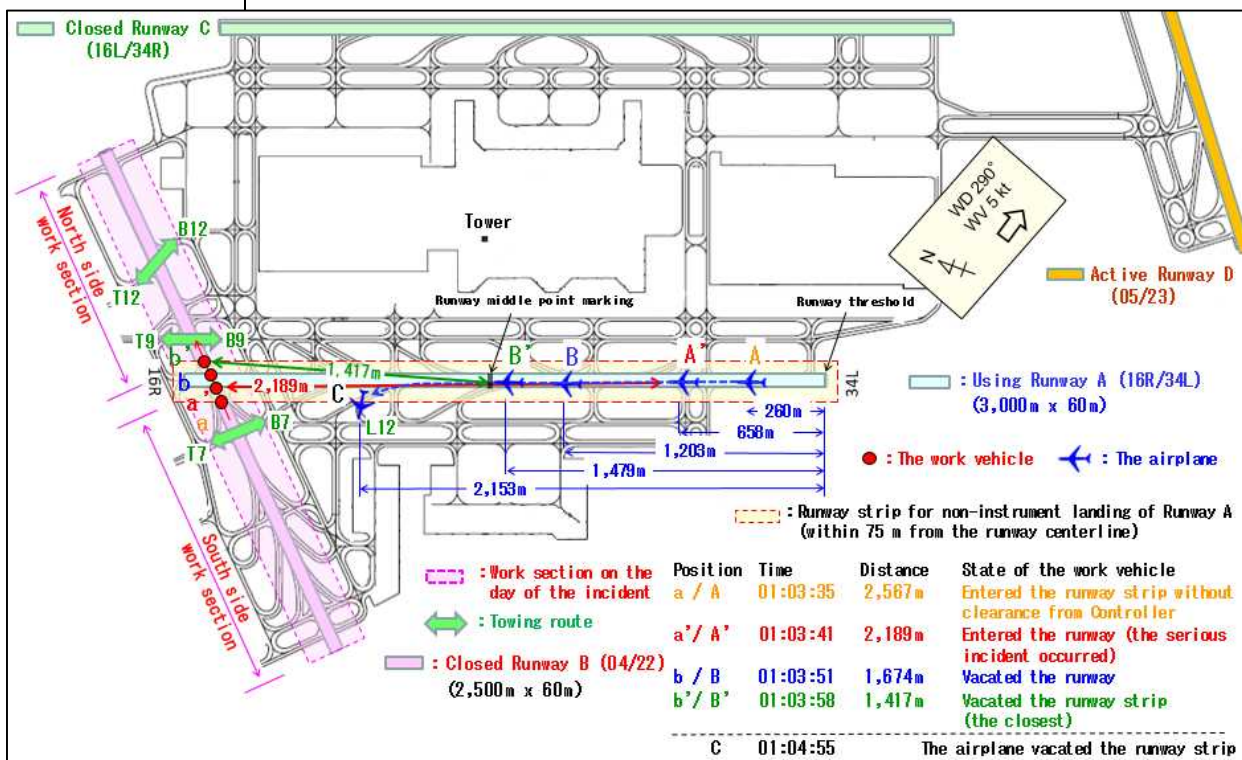 Closed Runway C
(16L/34R)
WD 290°
WV 5 kt
N
North side
work section
B12
T12
Tower
Active Runway D
(05/23)
Runway middle point marking
Runway threshold
T9
B9
b'
B'
B
A'
A
16R
b
1,417m
2,189m
C
34L
: Using Runway A (16R/34L)
(3,000m x 60m)
a'
a
260m
L12
B7
T7
658m
1,203m
1,479m
2,153m
: The work vehicle
: The airplane
: Runway strip for non-instrument landing of Runway A
(within 75 m from the runway centerline)
South side
work section
: Work section on the
day of the incident
: Towing route
: Closed Runway B (04/22)
(2,500m x 60m)
Position Time Distance State of the work vehicle
a / A 01:03:35 2,567m Entered the runway strip without
clearance from Controller
a'/ A' 01:03:41 2,189m Entered the runway (the serious
incident occurred)
b / B 01:03:51 1,674m Vacated the runway
b'/ B' 01:03:58 1,417m Vacated the runway strip
(the closest)
C 01:04:55 The airplane vacated the runway strip